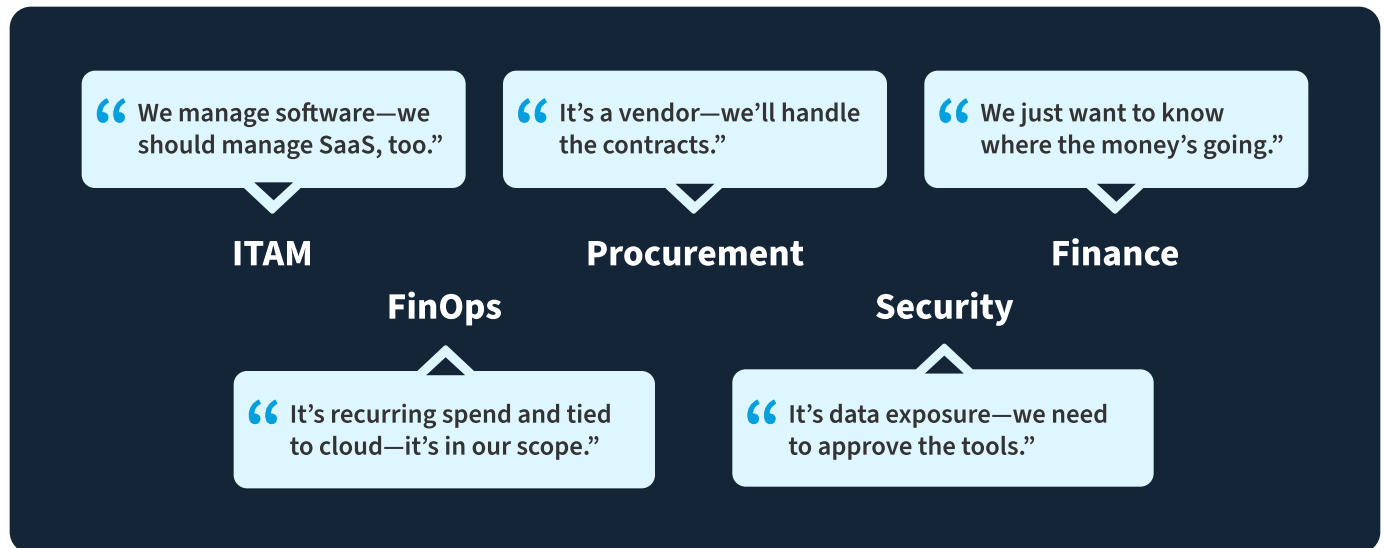 “We manage software—we
should manage SaaS, too.”
“It’s a vendor—we’ll handle
the contracts.”
“We just want to know
where the money’s going.”
ITAM
Procurement
Finance
FinOps
Security
“It’s recurring spend and tied
to cloud—it’s in our scope.”
“It’s data exposure—we need
to approve the tools.”